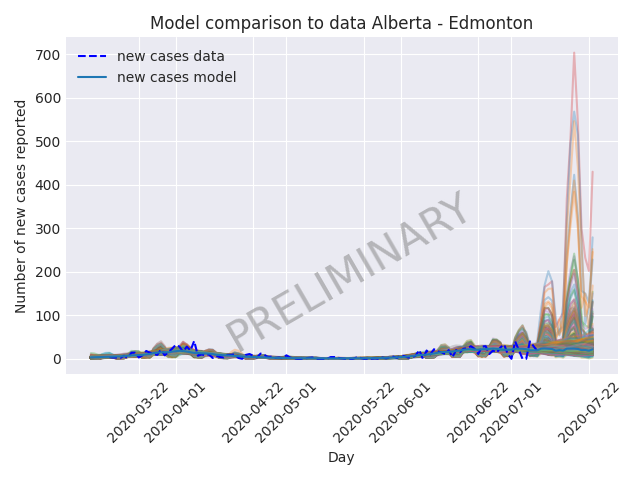 Model comparison to data Alberta - Edmonton
new cases data
new cases model
700
600
500
400
300
200
100
0
Number of new cases reported
PRELIMINARY
2020-03-22
2020-04-01
2020-04-22
2020-05-01
2020-05-22
2020-06-01
2020-06-22
2020-07-01
2020-07-22
Day